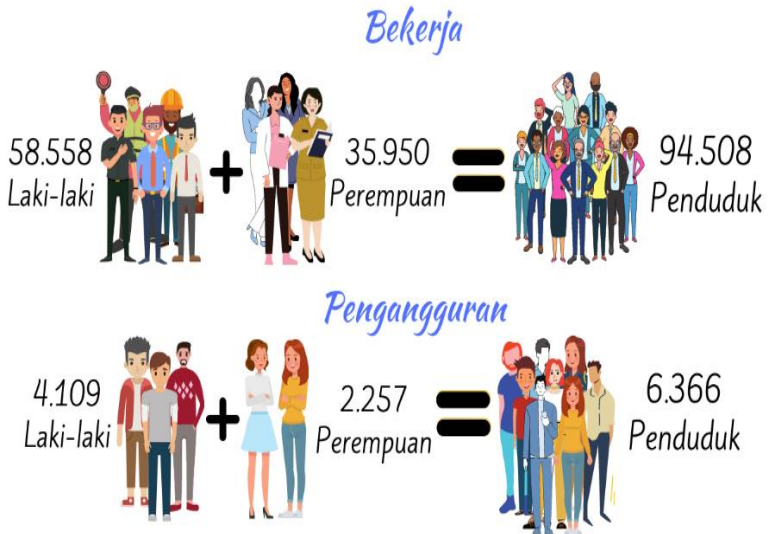 Bekerja
58.558
Laki-laki
+
35.950
Perempuan
=
94.508
Penduduk
Pengangguran
4.109
Laki-laki
+
2.257
Perempuan
=
6.366
Penduduk